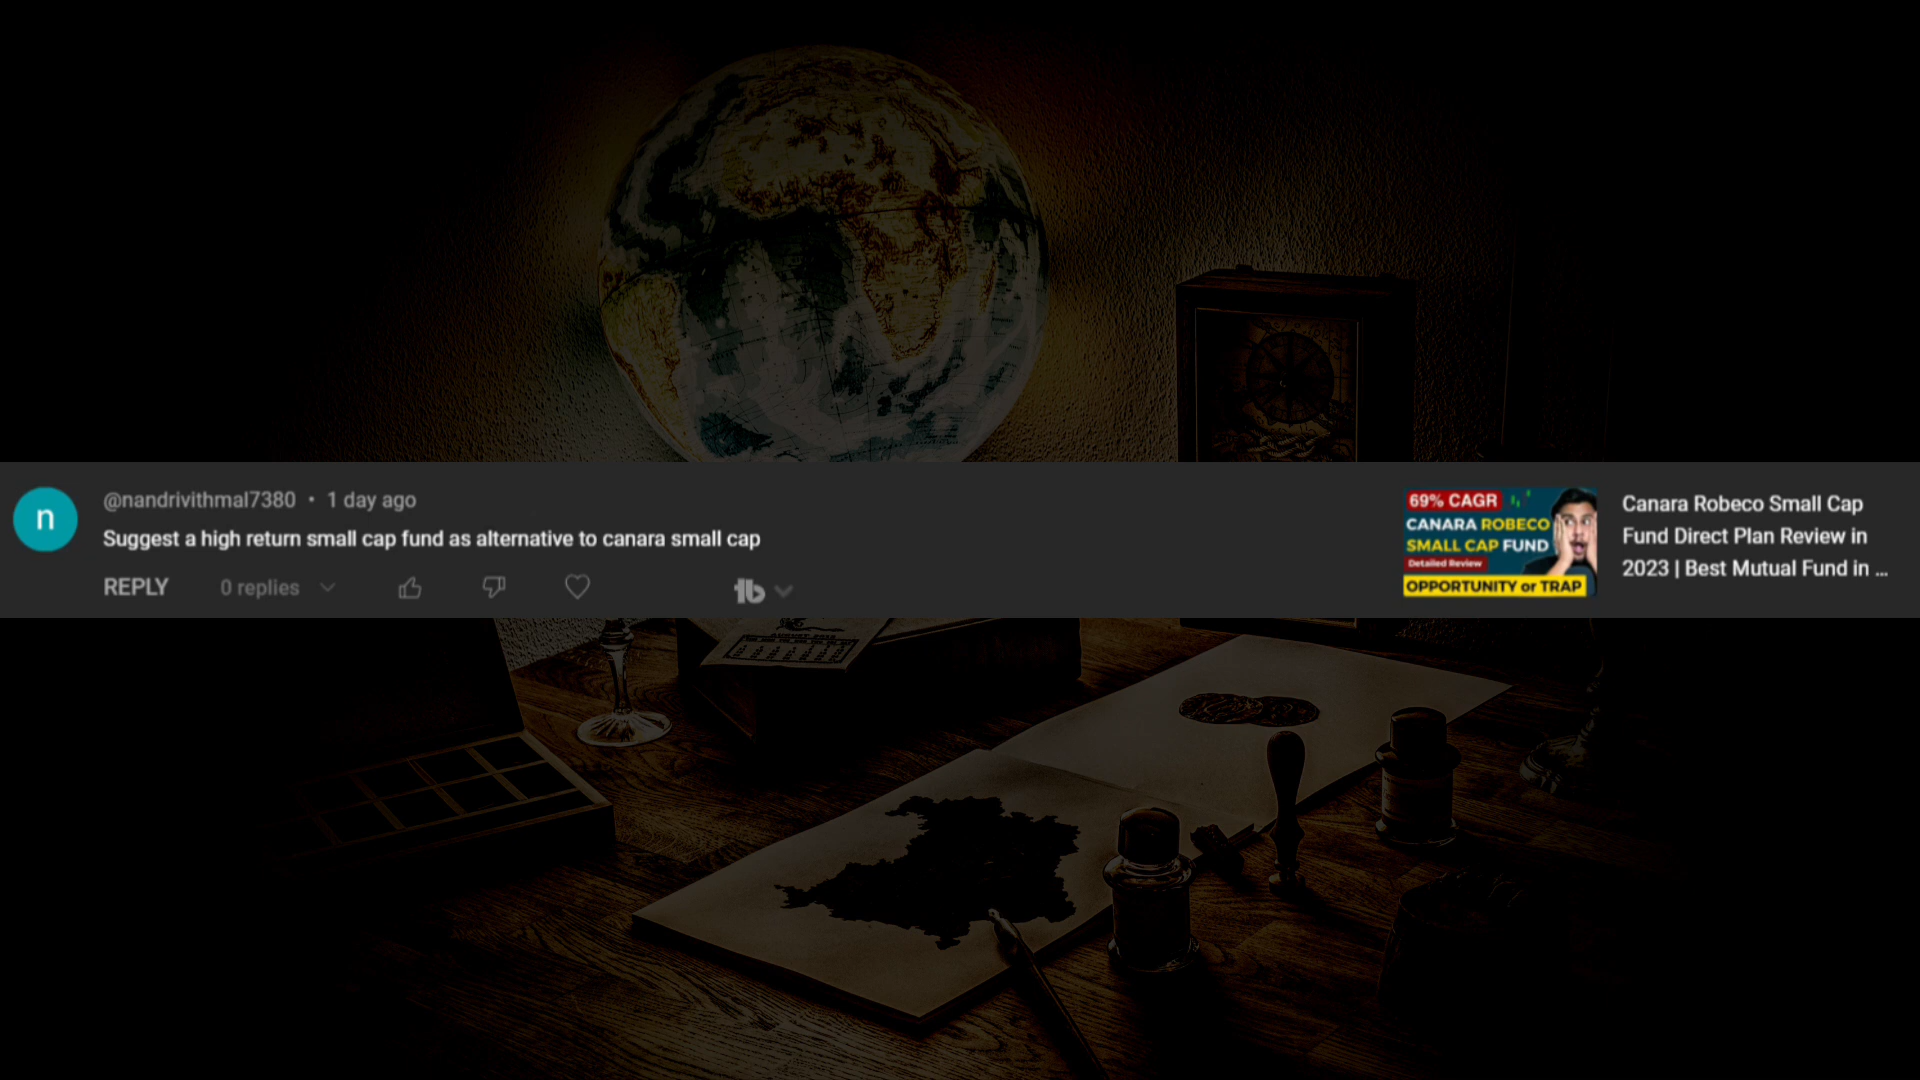 n
@nandrivithmal7380 • 1 day ago
Suggest a high return small cap fund as alternative to canara small cap
REPLY 0 replies
tb
69% CAGR
CANARA ROBECO
SMALL CAP FUND
Detailed Review
OPPORTUNITY or TRAP
Canara Robeco Small Cap
Fund Direct Plan Review in
2023 | Best Mutual Fund in ...